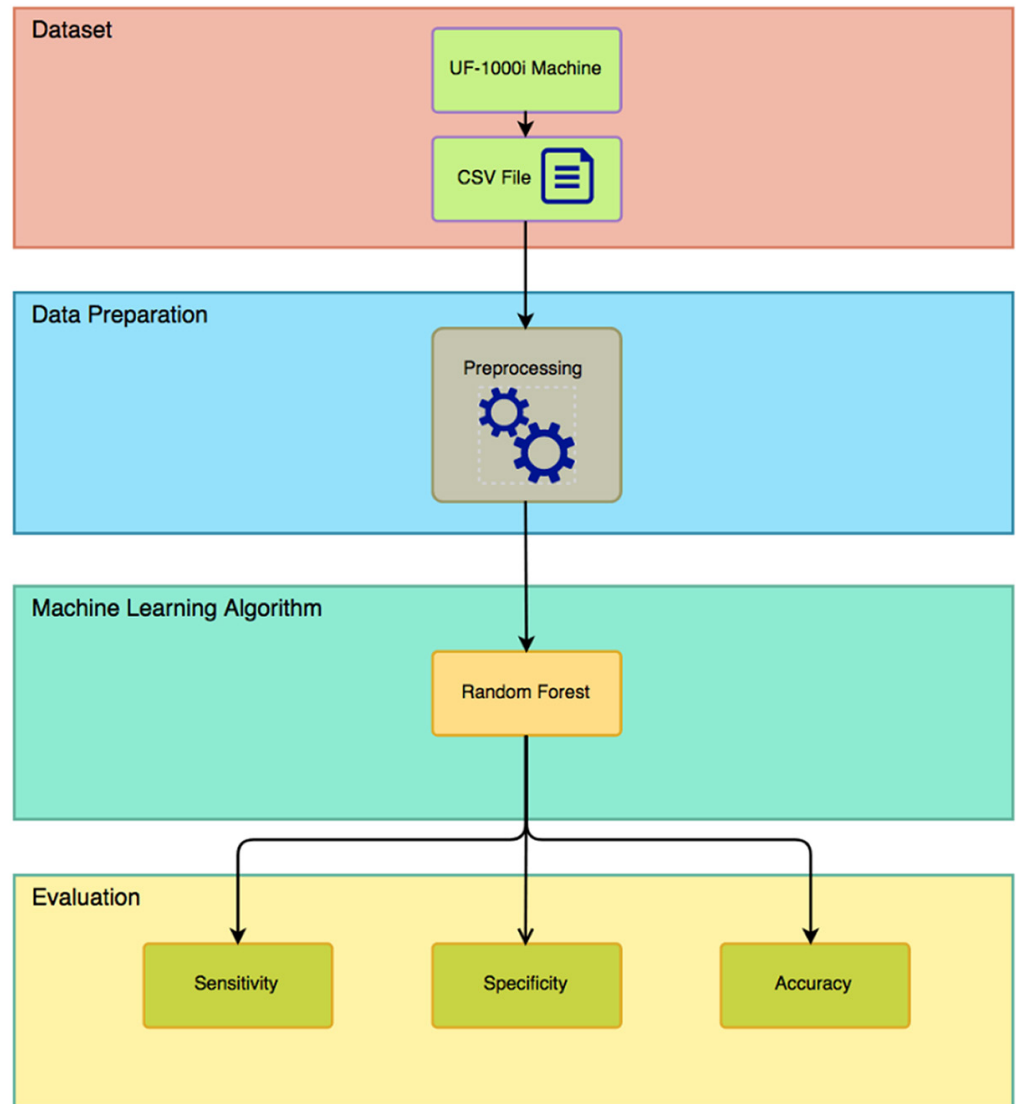 Dataset
UF-1000i Machine
CSV File
Data Preparation
Preprocessing
Machine Learning Algorithm
Random Forest
Evaluation
Sensitivity
Specificity
Accuracy